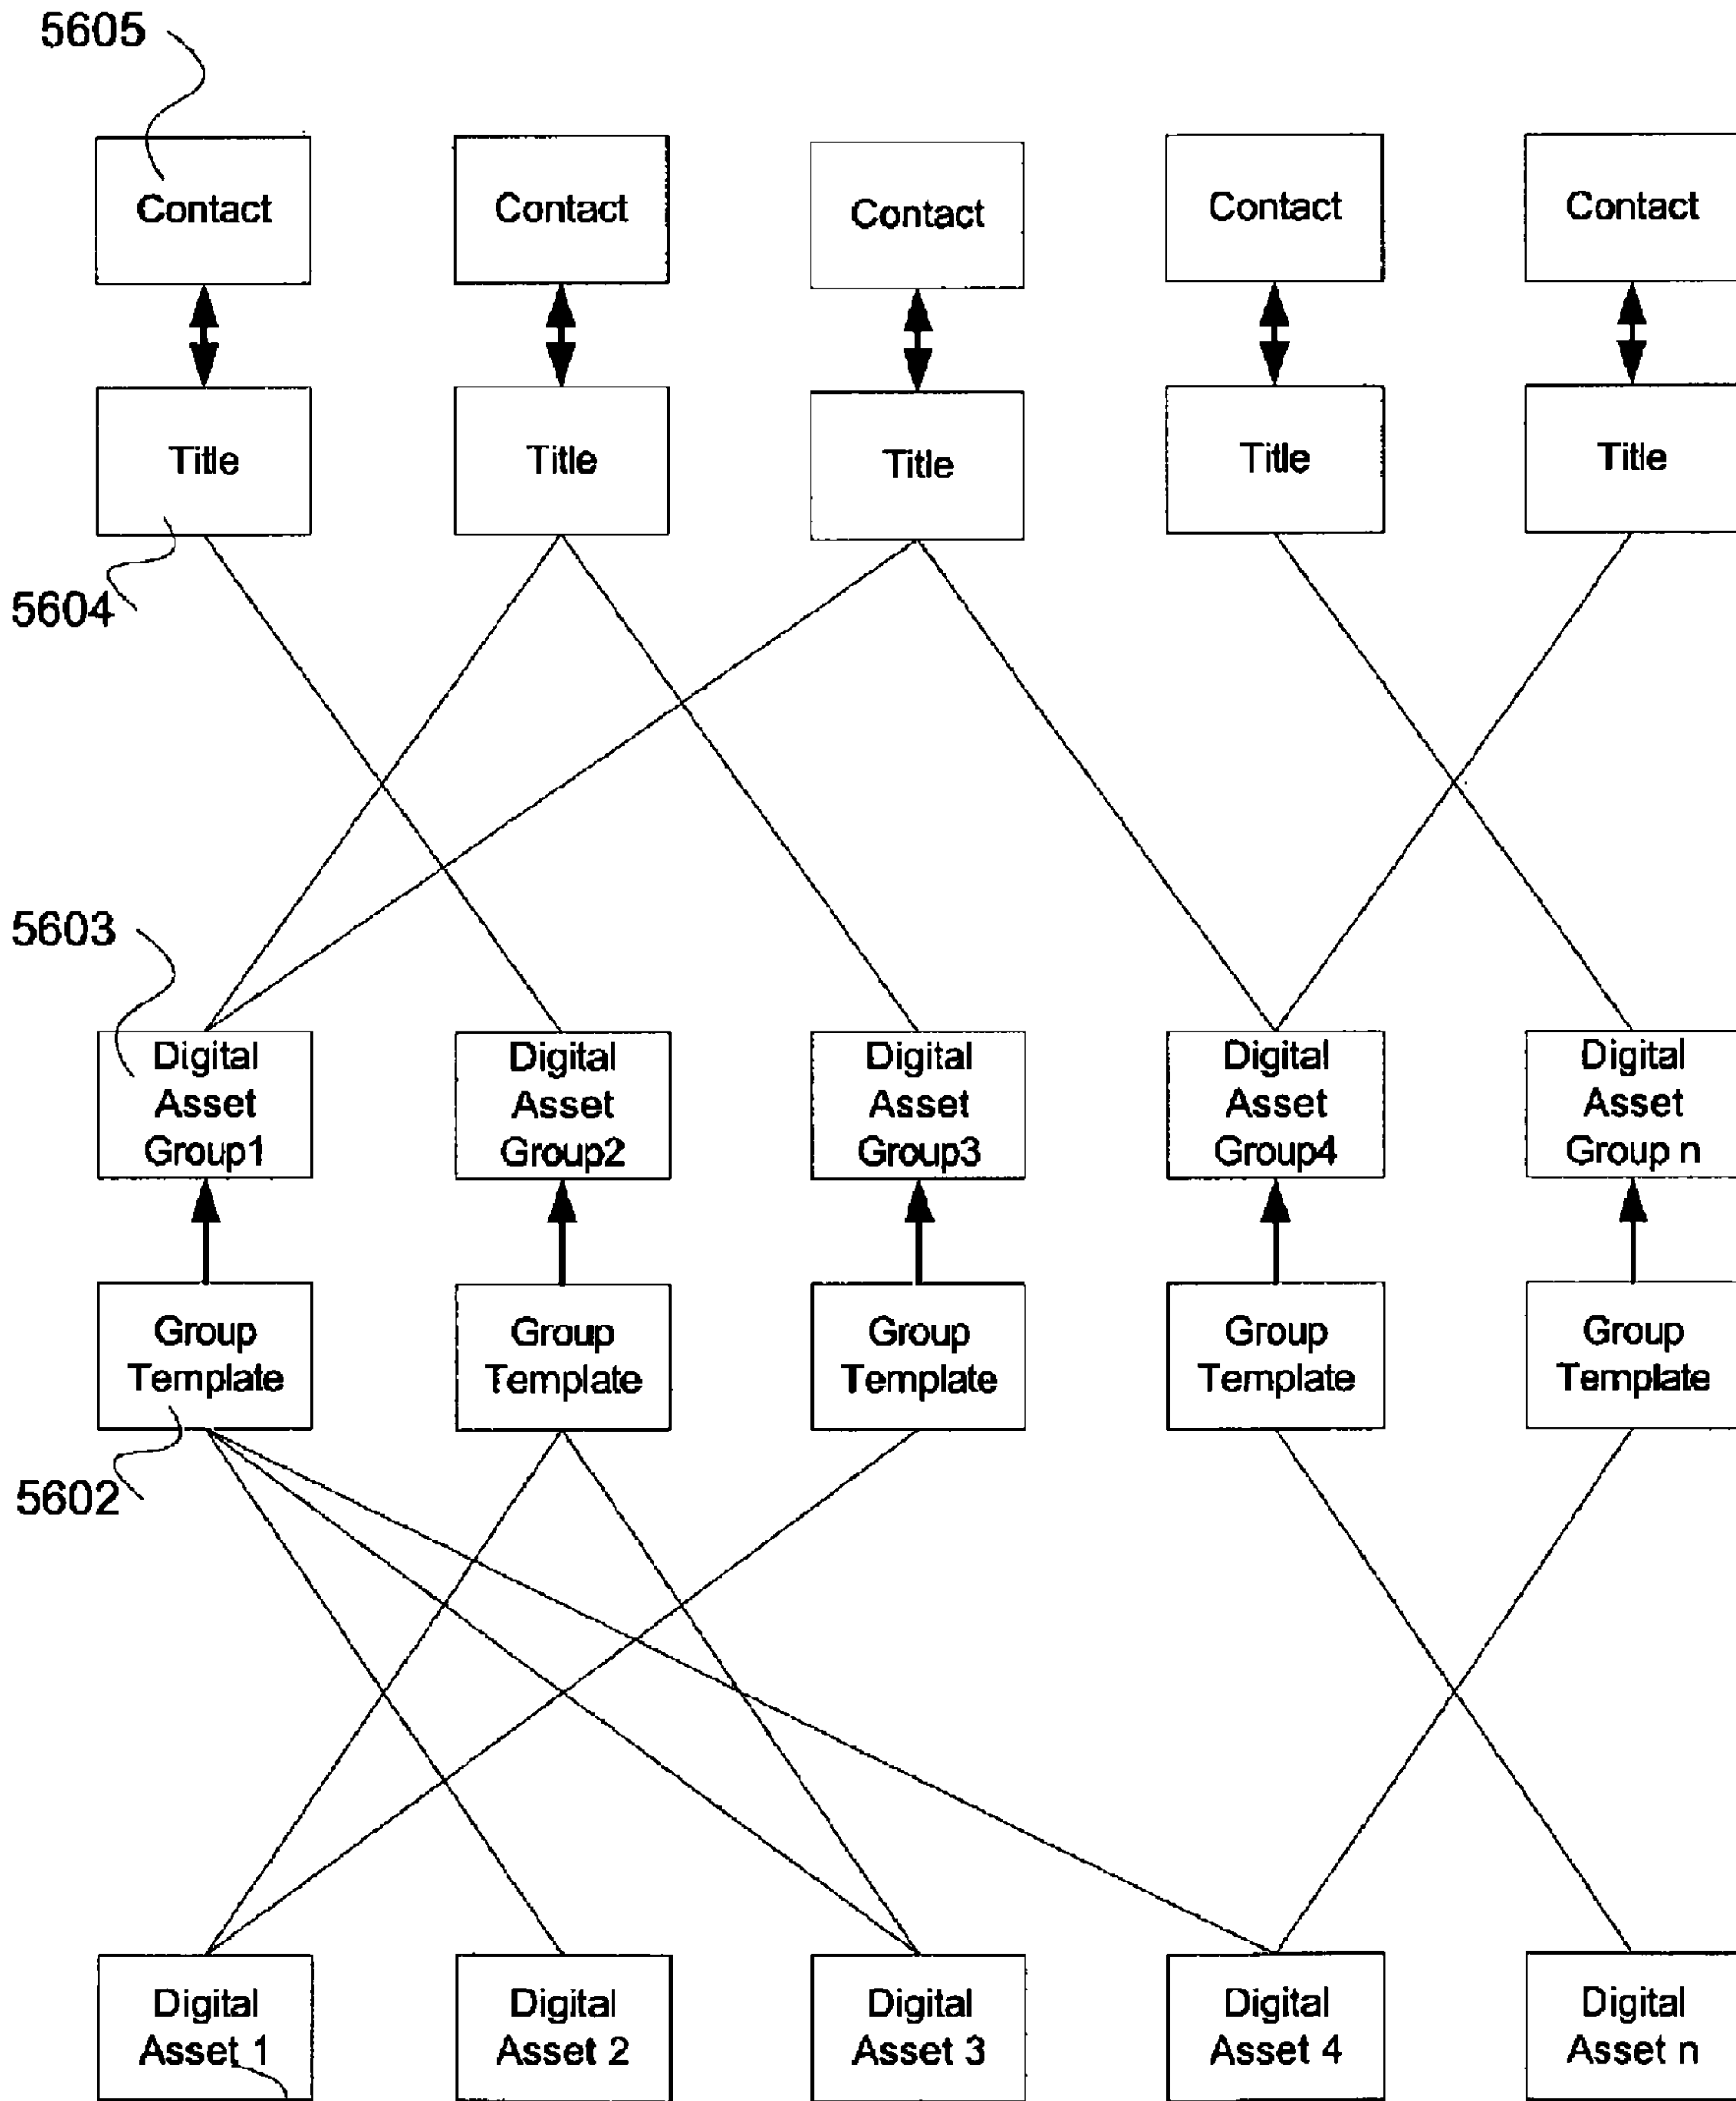 5605
Contact
Contact
Contact
Contact
Contact
Title
Title
Title
Title
Title
5604
5603
Digital
Asset
Group1
Digital
Asset
Group2
Digital
Asset
Group3
Digital
Asset
Group4
Digital
Asset
Group n
Group
Template
Group
Template
Group
Template
Group
Template
Group
Template
5602
Digital
Asset 1
Digital
Asset 2
Digital
Asset 3
Digital
Asset 4
Digital
Asset n